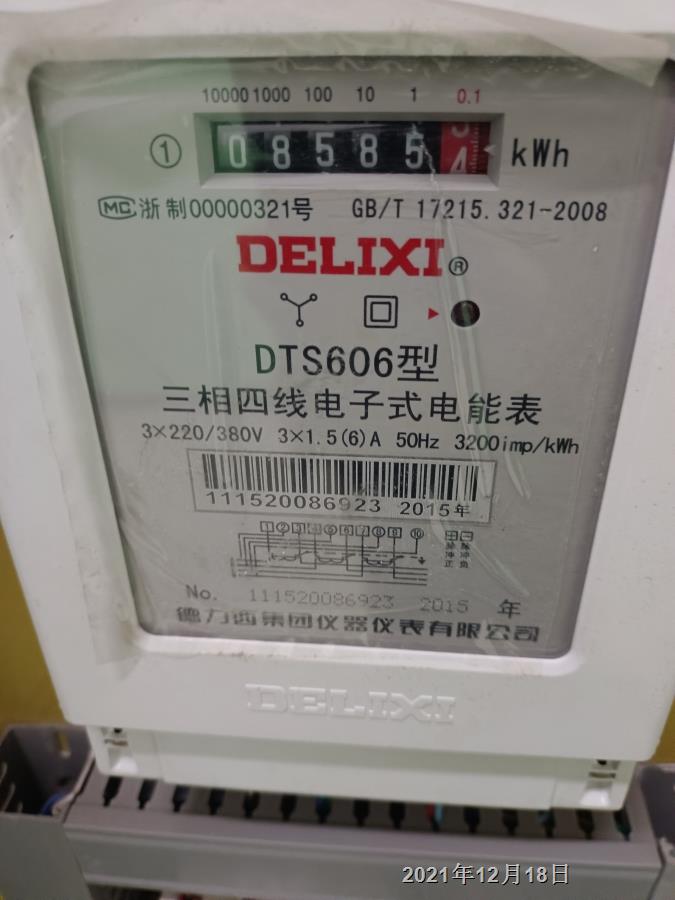 10000 1000 100 10 1 0.1
① 0 8 5 8 5 4 kWh
MC 浙制00000321号 GB/T 17215.321-2008
DELIXI®
DTS606型
三相四线电子式电能表
3×220/380V 3×1.5(6)A 50Hz 3200imp/kWh
111520086923 2015年
No. 111520086923 2015 年
德力西集团仪器仪表有限公司
DELIXI
2021年12月18日